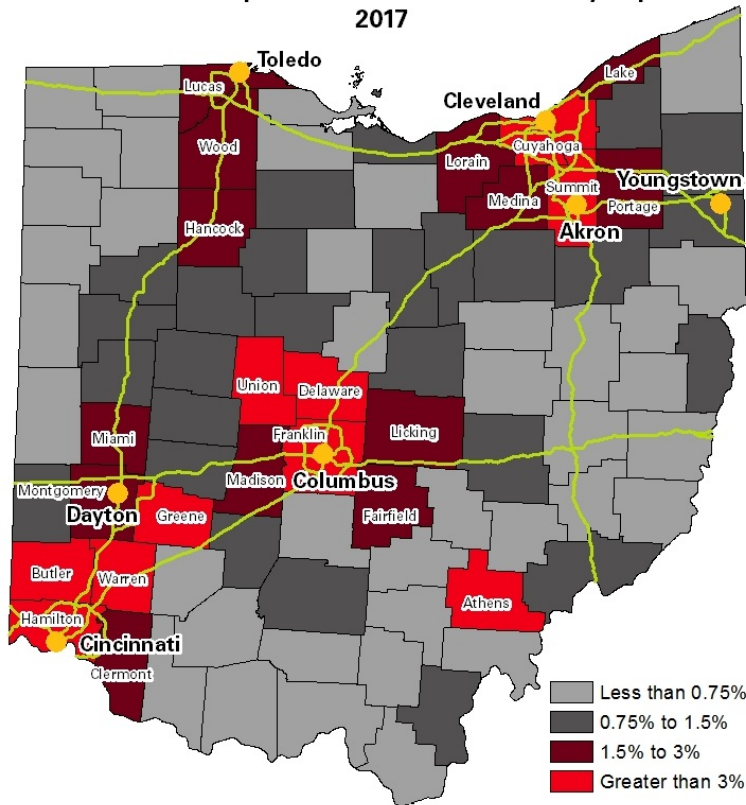 2017
Toledo
Lucas
Lake
Cleveland
Cuyahoga
Wood
Lorain
Summit
Youngstown
Medina
Portage
Hancock
Akron
Union
Delaware
Miami
Franklin
Licking
Madison
Columbus
Montgomery
Dayton
Greene
Fairfield
Butler
Warren
Athens
Hamilton
Cincinnati
Clermont
Less than 0.75%
0.75% to 1.5%
1.5% to 3%
Greater than 3%